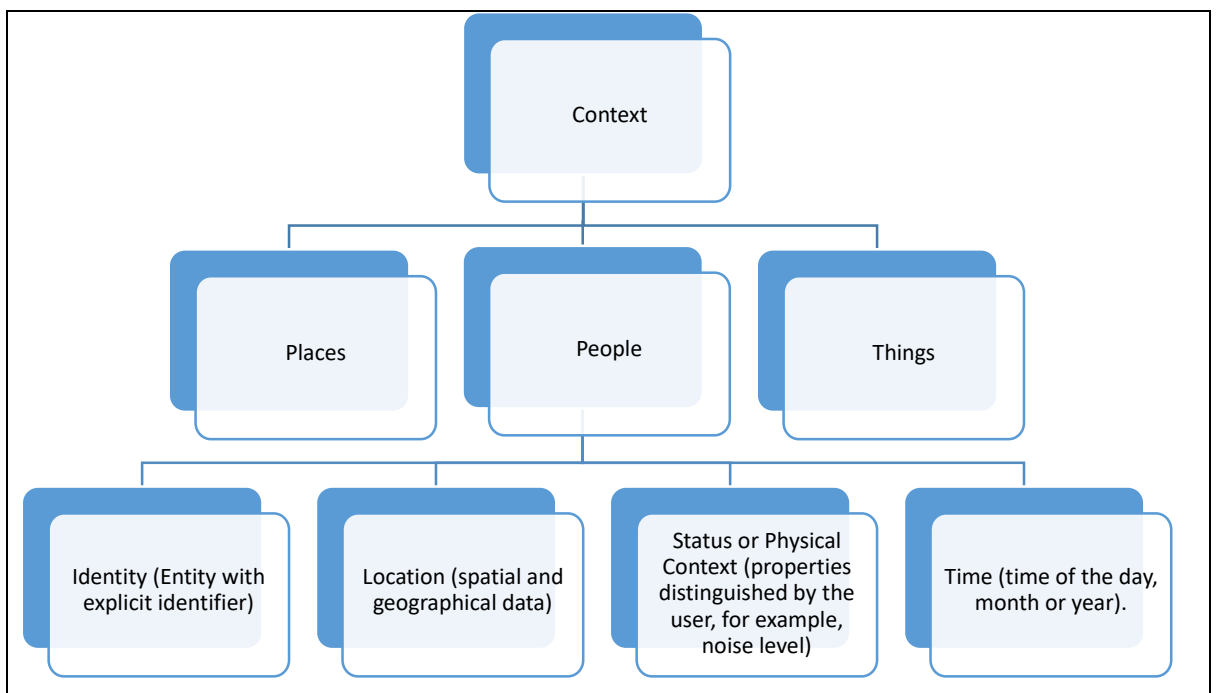 Context
Places
People
Things
Identity (Entity with
explicit identifier)
Location (spatial and
geographical data)
Status or Physical
Context (properties
distinguished by the
user, for example,
noise level)
Time (time of the day,
month or year).